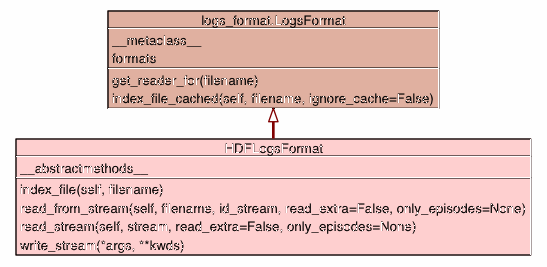 logs_format.LogsFormat
__metaclass__
formats
get_reader_for(filename)
index_file_cached(self, filename, ignore_cache=False)
HDFLogsFormat
__abstractmethods__
index_file(self, filename)
read_from_stream(self, filename, id_stream, read_extra=False, only_episodes=None)
read_stream(self, stream, read_extra=False, only_episodes=None)
write_stream(*args, **kwds)